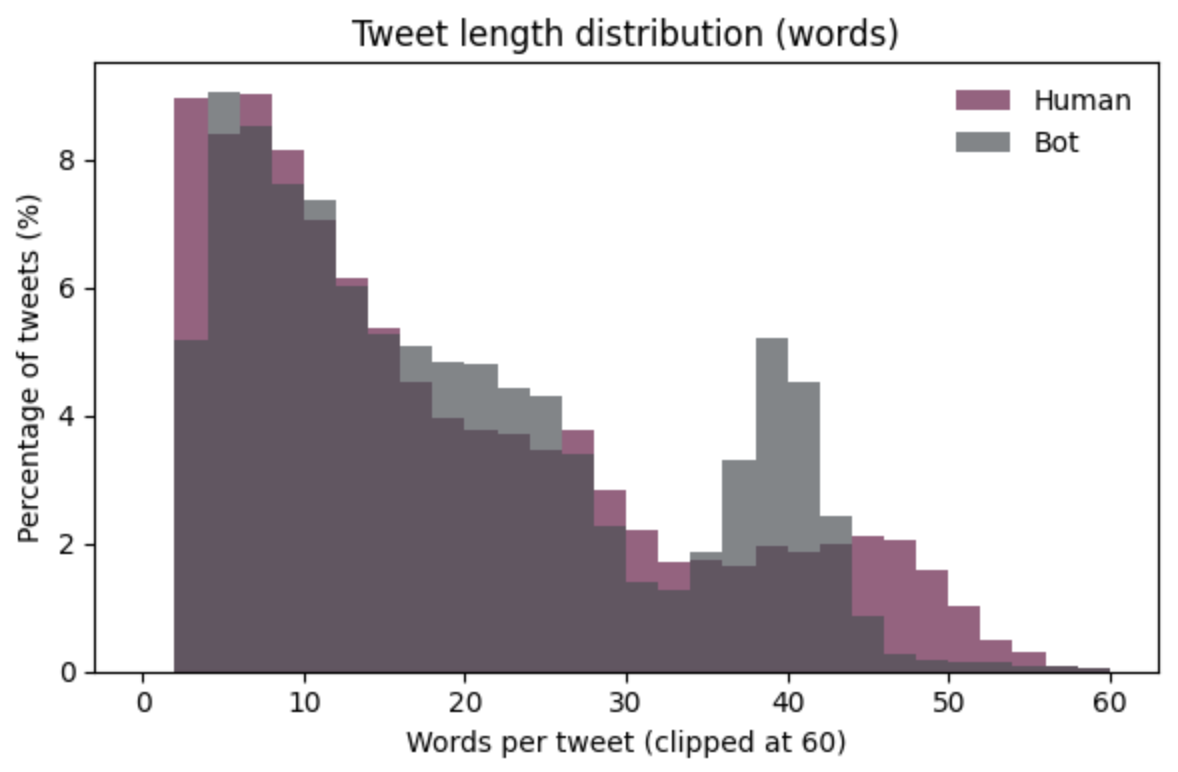 Tweet length distribution (words)
Human
Bot
Percentage of tweets (%)
8
6
4
2
0
0 10 20 30 40 50 60
Words per tweet (clipped at 60)